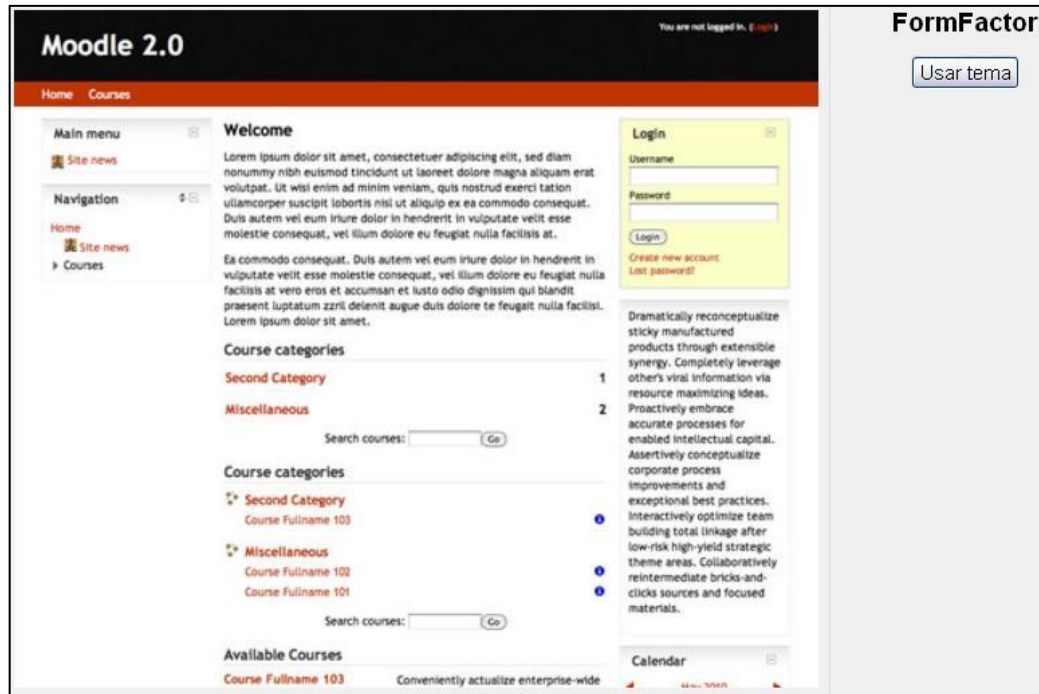 You are not logged in. (Login)
Moodle 2.0
Home Courses
Main menu
Site news
Navigation
Home
Site news
Courses
Welcome
Lorem ipsum dolor sit amet, consectetuer adipiscing elit, sed diam
nonummy nibh euismod tincidunt ut laoreet dolore magna aliquam erat
volutpat. Ut wisi enim ad minim veniam, quis nostrud exerci tation
ullamcorper suscipit lobortis nisl ut aliquip ex ea commodo consequat.
Duis autem vel eum iriure dolor in hendrerit in vulputate velit esse
molestie consequat, vel illum dolore eu feugiat nulla facilisis at.
Ea commodo consequat. Duis autem vel eum iriure dolor in hendrerit in
vulputate velit esse molestie consequat, vel illum dolore eu feugiat nulla
facilisis at vero eros et accumsan et iusto odio dignissim qui blandit
praesent luptatum zzril delenit augue duis dolore te feugait nulla facilisi.
Lorem ipsum dolor sit amet.
Course categories
Second Category 1
Miscellaneous 2
Search courses: Go
Course categories
Second Category
Course Fullname 103
Miscellaneous
Course Fullname 102
Course Fullname 101
Search courses: Go
Available Courses
Course Fullname 103 Conveniently actualize enterprise-wide
Login
Username
Password
Login
Create new account
Lost password?
Dramatically reconceptualize
sticky manufactured
products through extensible
synergy. Completely leverage
other's viral information via
resource maximizing ideas.
Proactively embrace
accurate processes for
enabled intellectual capital.
Assertively conceptualize
corporate process
improvements and
exceptional best practices.
Interactively optimize team
building total linkage after
low-risk high-yield strategic
theme areas. Collaboratively
reintermediate bricks-and-
clicks sources and focused
materials.
Calendar
May 2010
FormFactor
Usar tema